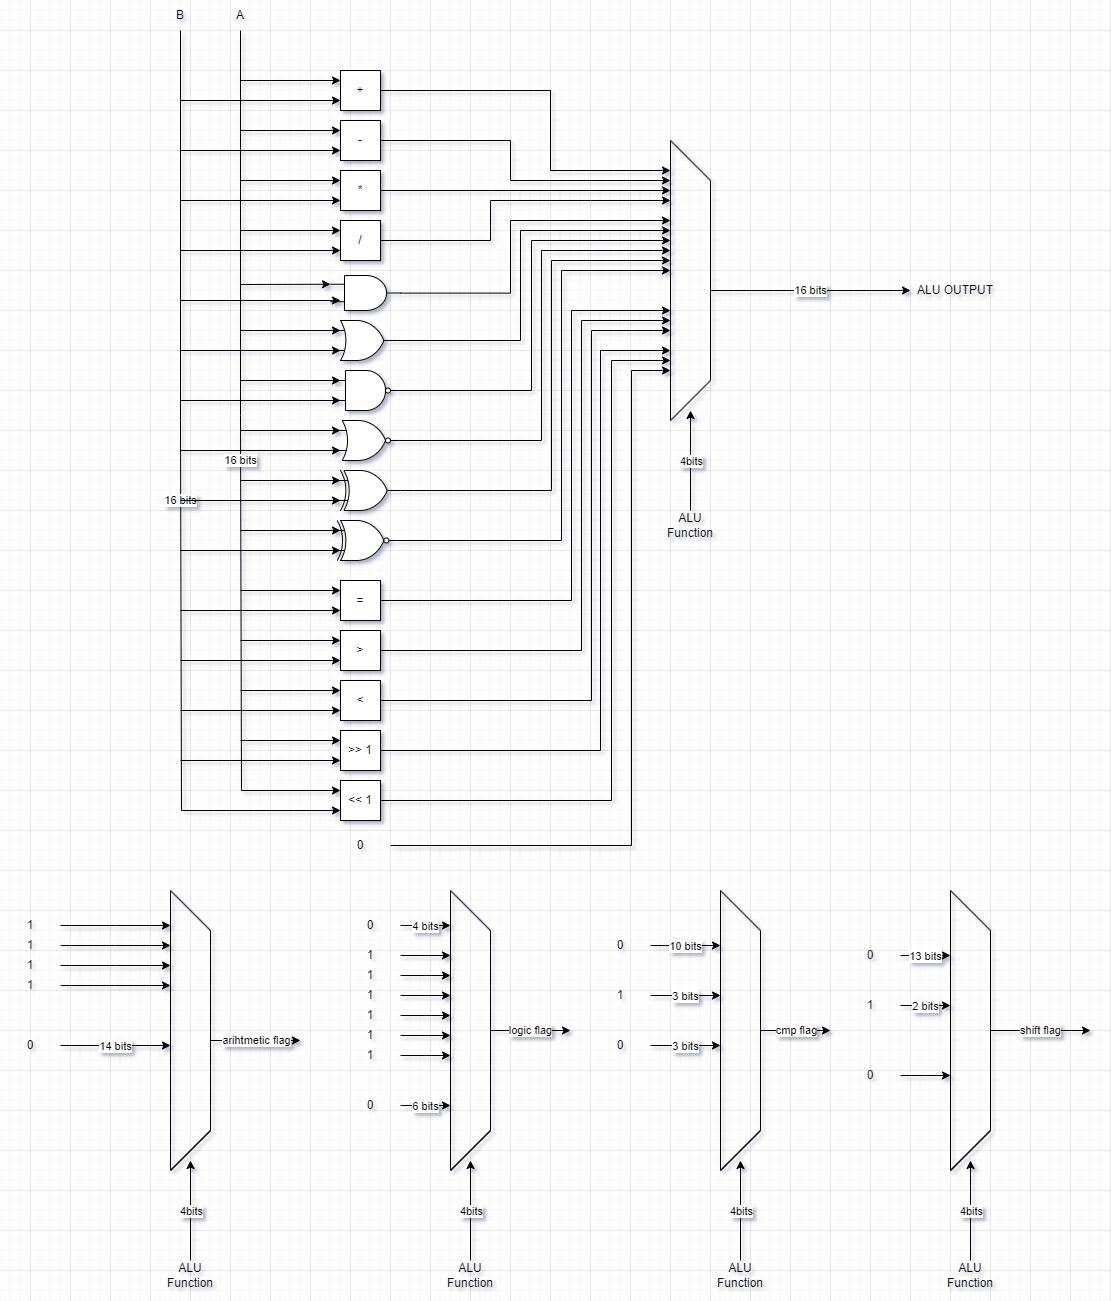 B
A
+
-
*
/
16 bits
16 bits
=
>
<
>> 1
<< 1
0
16 bits
ALU OUTPUT
4bits
ALU
Function
1
1
1
1
0
14 bits
arihtmetic flag
4bits
ALU
Function
0
4 bits
1
1
1
1
1
1
0
6 bits
logic flag
4bits
ALU
Function
0
10 bits
1
3 bits
0
3 bits
cmp flag
4bits
ALU
Function
0
13 bits
1
2 bits
0
shift flag
4bits
ALU
Function